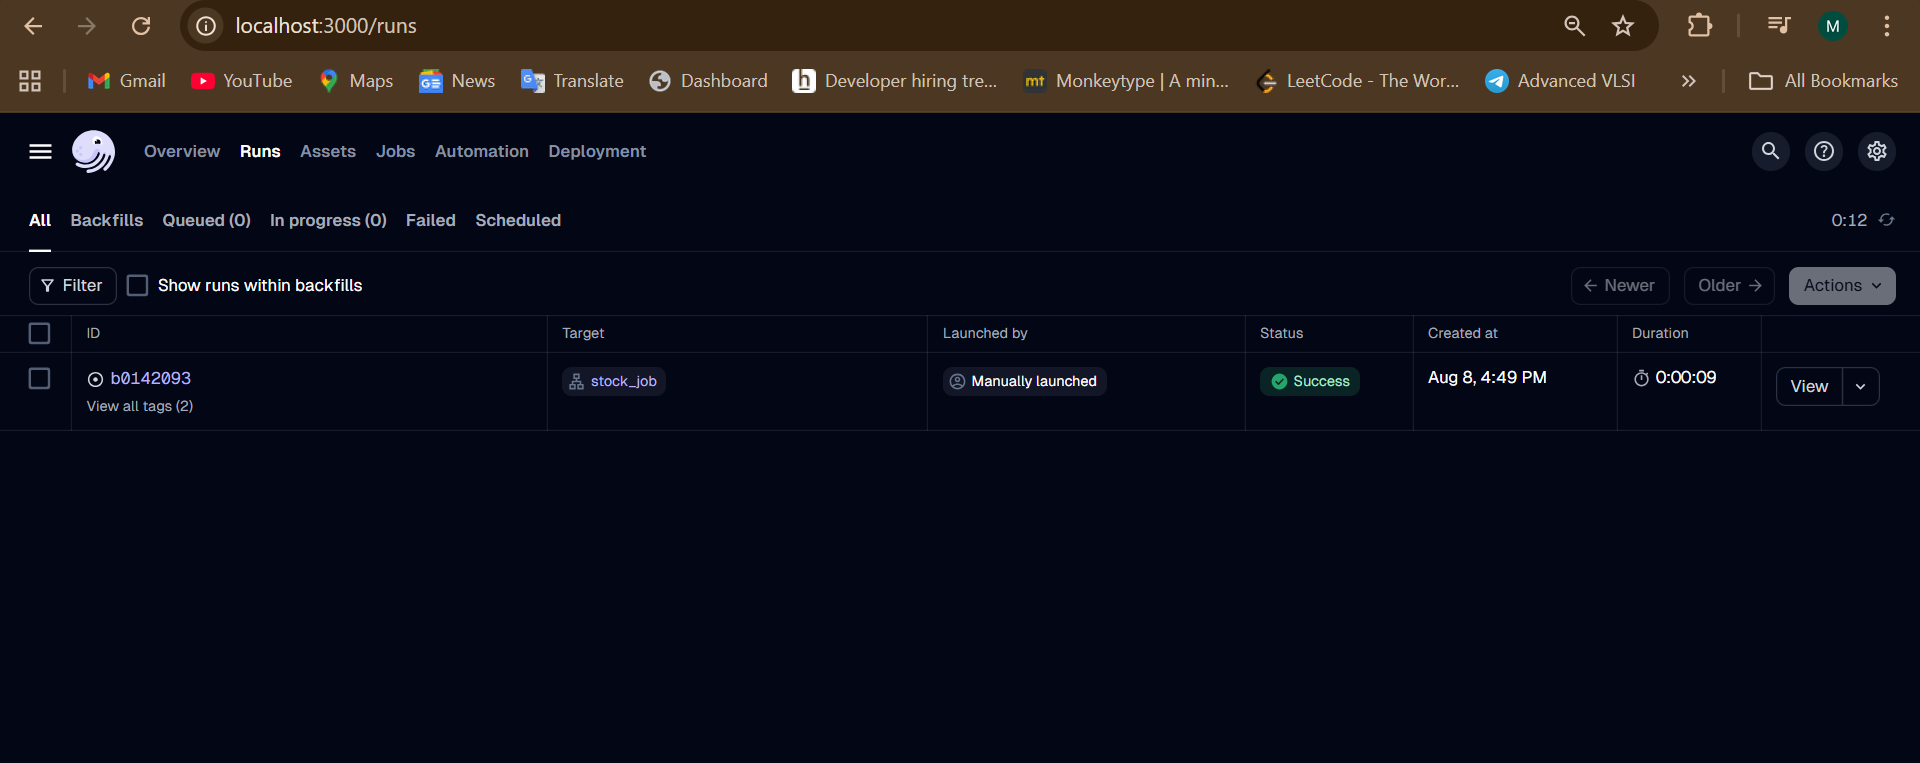 localhost:3000/runs
M
Gmail YouTube Maps News Translate Dashboard Developer hiring tre... mt Monkeytype | A min... LeetCode - The Wor... Advanced VLSI » All Bookmarks
Overview Runs Assets Jobs Automation Deployment
All Backfills Queued (0) In progress (0) Failed Scheduled 0:12
Filter Show runs within backfills Newer Older Actions
ID Target Launched by Status Created at Duration
b0142093 stock_job Manually launched Success Aug 8, 4:49 PM 0:00:09 View
View all tags (2)